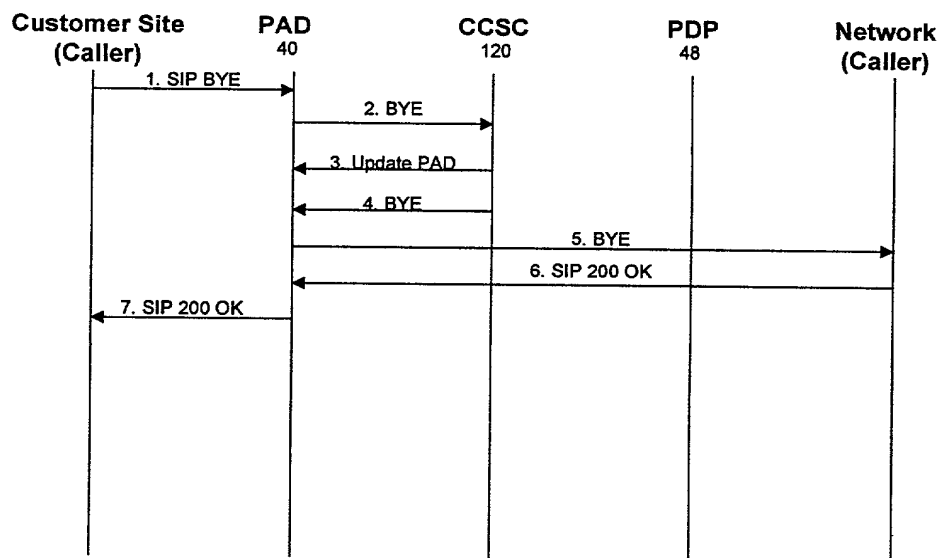 Customer Site
(Caller)
PAD
40
CCSC
120
PDP
48
Network
(Caller)
1. SIP BYE
2. BYE
3. Update PAD
4. BYE
5. BYE
6. SIP 200 OK
7. SIP 200 OK